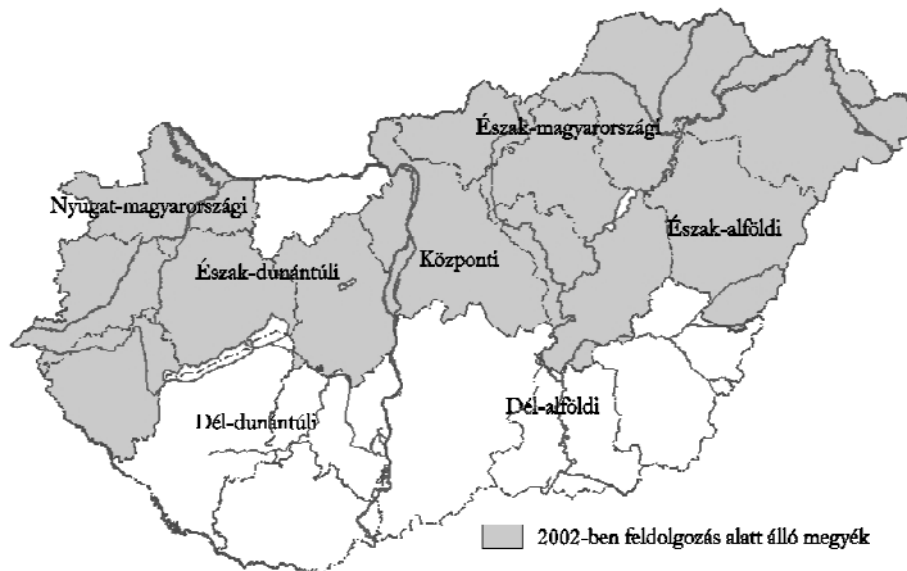 Észak-magyarországi
Nyugat-magyarországi
Észak-alföldi
Központi
Észak-dunántúli
Dél-alföldi
Dél-dunántúli
2002-ben feldolgozás alatt álló megyék